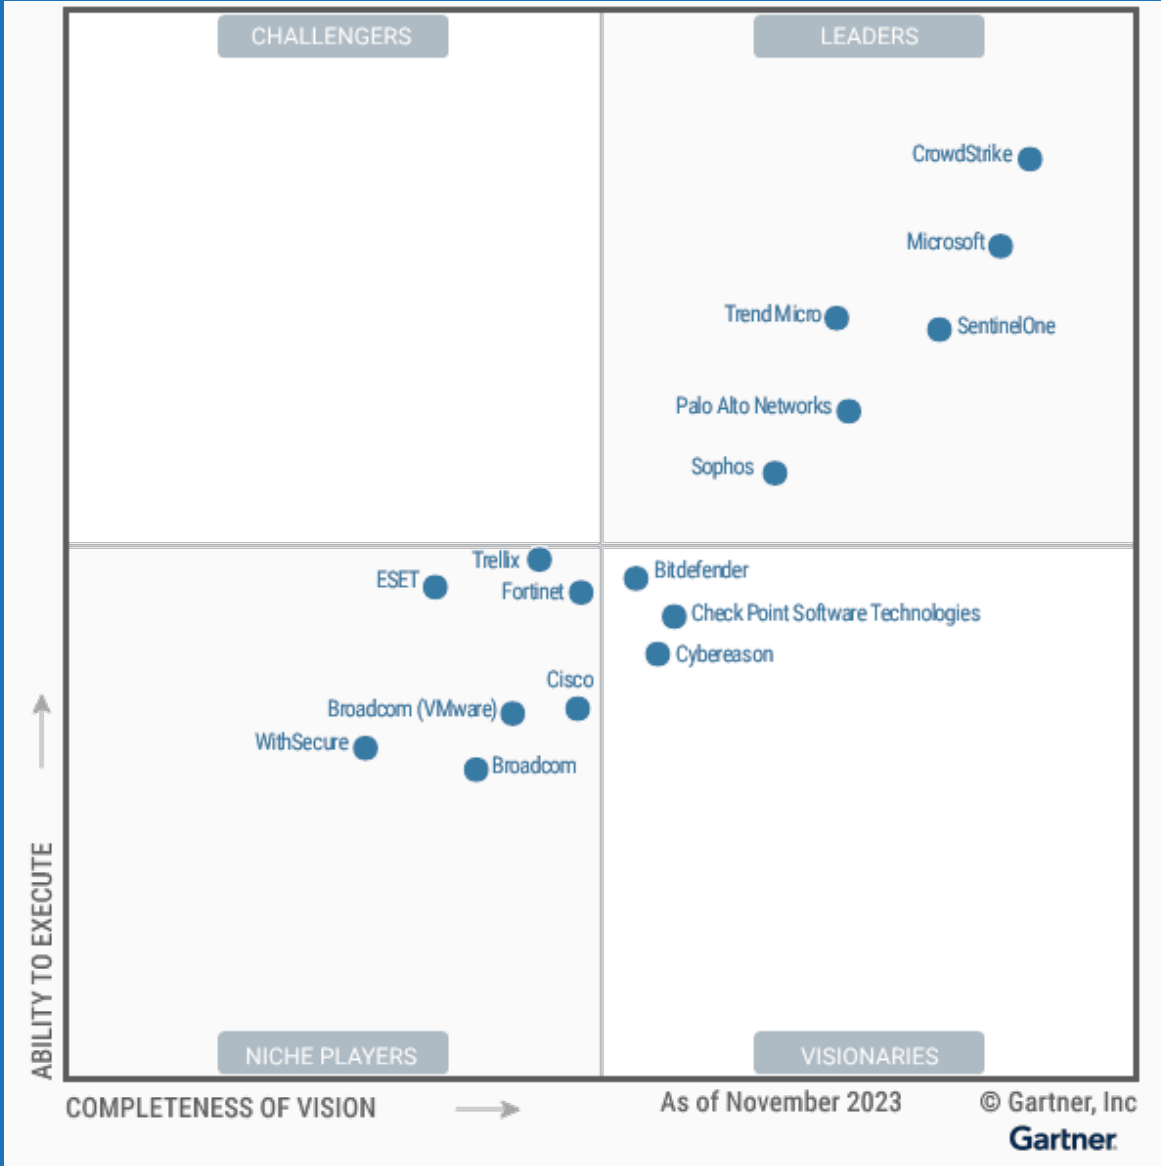 CHALLENGERS
LEADERS
CrowdStrike
Microsoft
Trend Micro
SentinelOne
Palo Alto Networks
Sophos
Trellix
ESET
Fortinet
Bitdefender
Check Point Software Technologies
Cybereason
Cisco
Broadcom (VMware)
WithSecure
Broadcom
ABILITY TO EXECUTE
NICHE PLAYERS
VISIONARIES
COMPLETENESS OF VISION
As of November 2023
© Gartner, Inc
Gartner